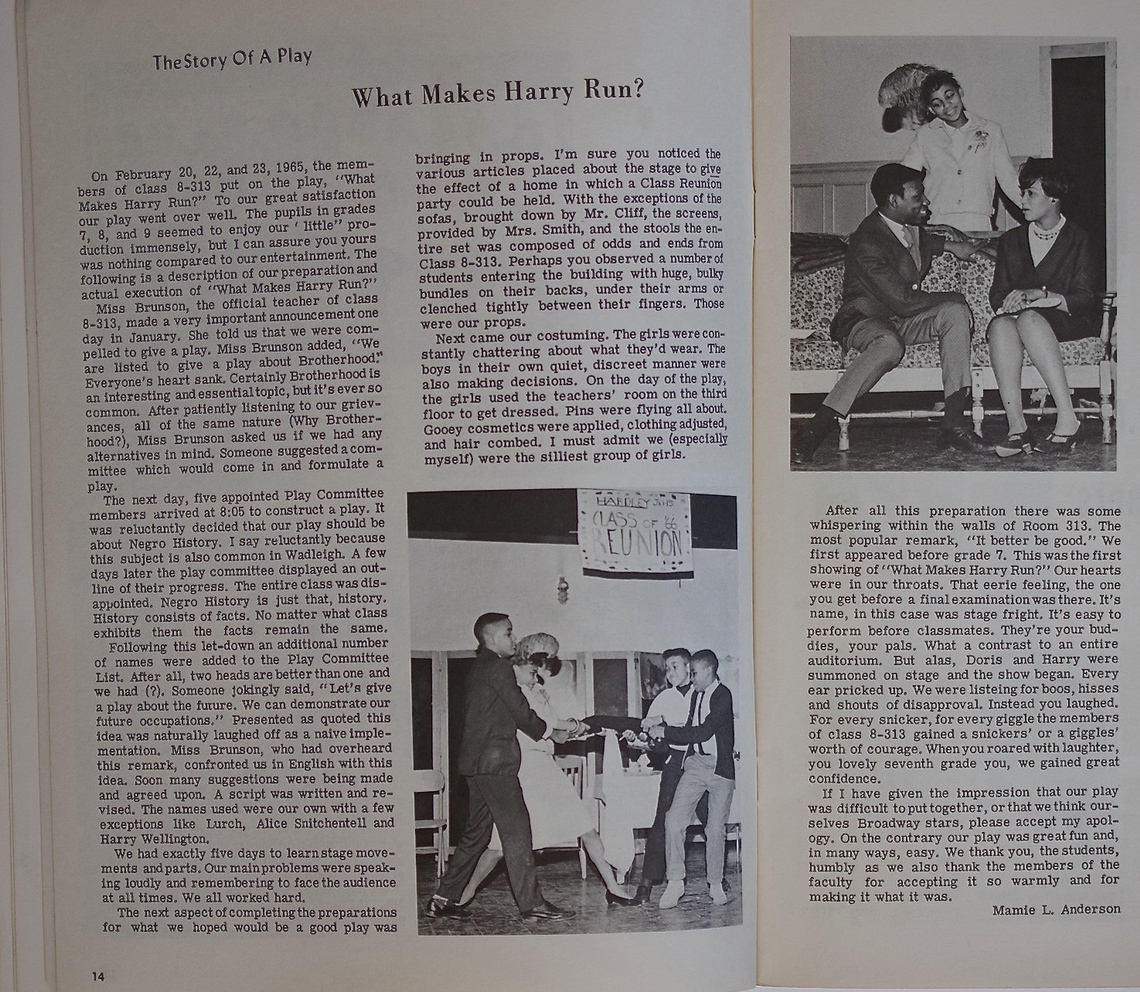 The Story Of A Play
What Makes Harry Run?
On February 20, 22, and 23, 1965, the mem-
bers of class 8-313 put on the play, "What
Makes Harry Run?" To our great satisfaction
our play went over well. The pupils in grades
7, 8, and 9 seemed to enjoy our ' little" pro-
duction immensely, but I can assure you yours
was nothing compared to our entertainment. The
following is a description of our preparation and
actual execution of "What Makes Harry Run?"
Miss Brunson, the official teacher of class
8-313, made a very important announcement one
day in January. She told us that we were com-
pelled to give a play. Miss Brunson added, "We
are listed to give a play about Brotherhood."
Everyone's heart sank. Certainly Brotherhood is
an interesting and essential topic, but it's ever so
common. After patiently listening to our griev-
ances, all of the same nature (Why Brother-
hood?), Miss Brunson asked us if we had any
alternatives in mind. Someone suggested a com-
mittee which would come in and formulate a
play.
The next day, five appointed Play Committee
members arrived at 8:05 to construct a play. It
was reluctantly decided that our play should be
about Negro History. I say reluctantly because
this subject is also common in Wadleigh. A few
days later the play committee displayed an out-
line of their progress. The entire class was dis-
appointed. Negro History is just that, history.
History consists of facts. No matter what class
exhibits them the facts remain the same.
Following this let-down an additional number
of names were added to the Play Committee
List. After all, two heads are better than one and
we had (?). Someone jokingly said, "Let's give
a play about the future. We can demonstrate our
future occupations." Presented as quoted this
idea was naturally laughed off as a naive imple-
mentation. Miss Brunson, who had overheard
this remark, confronted us in English with this
idea. Soon many suggestions were being made
and agreed upon. A script was written and re-
vised. The names used were our own with a few
exceptions like Lurch, Alice Snitchentell and
Harry Wellington.
We had exactly five days to learn stage move-
ments and parts. Our main problems were speak-
ing loudly and remembering to face the audience
at all times. We all worked hard.
The next aspect of completing the preparations
for what we hoped would be a good play was
14
bringing in props. I'm sure you noticed the
various articles placed about the stage to give
the effect of a home in which a Class Reunion
party could be held. With the exceptions of the
sofas, brought down by Mr. Cliff, the screens,
provided by Mrs. Smith, and the stools the en-
tire set was composed of odds and ends from
Class 8-313. Perhaps you observed a number of
students entering the building with huge, bulky
bundles on their backs, under their arms or
clenched tightly between their fingers. Those
were our props.
Next came our costuming. The girls were con-
stantly chattering about what they'd wear. The
boys in their own quiet, discreet manner were
also making decisions. On the day of the play,
the girls used the teachers' room on the third
floor to get dressed. Pins were flying all about.
Gooey cosmetics were applied, clothing adjusted,
and hair combed. I must admit we (especially
myself) were the silliest group of girls.
HARDLEY
CLASS OF '66
REUNION
After all this preparation there was some
whispering within the walls of Room 313. The
most popular remark, "It better be good." We
first appeared before grade 7. This was the first
showing of "What Makes Harry Run?" Our hearts
were in our throats. That eerie feeling, the one
you get before a final examination was there. It's
name, in this case was stage fright. It's easy to
perform before classmates. They're your bud-
dies, your pals. What a contrast to an entire
auditorium. But alas, Doris and Harry were
summoned on stage and the show began. Every
ear pricked up. We were listeing for boos, hisses
and shouts of disapproval. Instead you laughed.
For every snicker, for every giggle the members
of class 8-313 gained a snickers' or a giggles'
worth of courage. When you roared with laughter,
you lovely seventh grade you, we gained great
confidence.
If I have given the impression that our play
was difficult to put together, or that we think our-
selves Broadway stars, please accept my apol-
ogy. On the contrary our play was great fun and,
in many ways, easy. We thank you, the students,
humbly as we also thank the members of the
faculty for accepting it so warmly and for
making it what it was.
Mamie L. Anderson